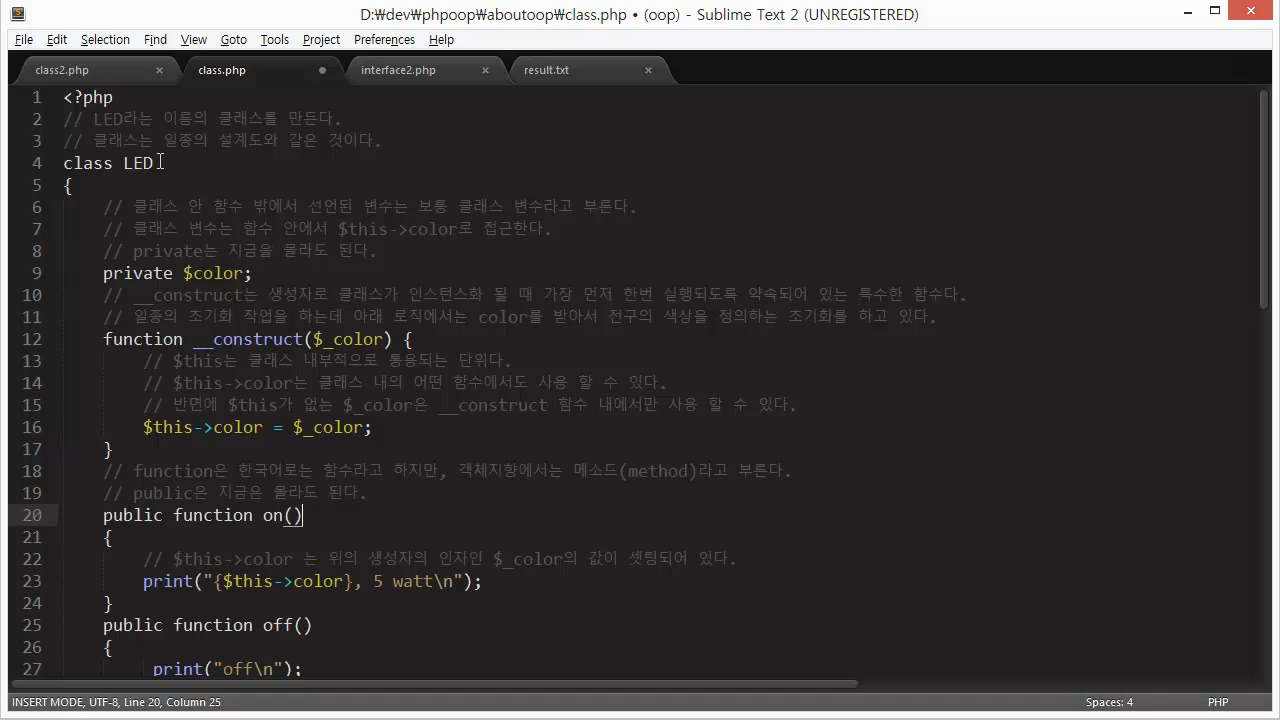 D:\dev\phpoop\aboutoop\class.php • (oop) - Sublime Text 2 (UNREGISTERED)
File Edit Selection Find View Goto Tools Project Preferences Help
class2.php class.php interface2.php result.txt
1 <?php
2 // LED라는 이름의 클래스를 만든다.
3 // 클래스는 일종의 설계도와 같은 것이다.
4 class LED
5 {
6 // 클래스 안 함수 밖에서 선언된 변수는 보통 클래스 변수라고 부른다.
7 // 클래스 변수는 함수 안에서 $this->color로 접근한다.
8 // private는 지금을 몰라도 된다.
9 private $color;
10 // __construct는 생성자로 클래스가 인스턴스화 될 때 가장 먼저 한번 실행되도록 약속되어 있는 특수한 함수다.
11 // 일종의 초기화 작업을 하는데 아래 로직에서는 color를 받아서 전구의 색상을 정의하는 초기화를 하고 있다.
12 function __construct($_color) {
13 // $this는 클래스 내부적으로 통용되는 단위다.
14 // $this->color는 클래스 내의 어떤 함수에서도 사용 할 수 있다.
15 // 반면에 $this가 없는 $_color은 __construct 함수 내에서만 사용 할 수 있다.
16 $this->color = $_color;
17 }
18 // function은 한국어로는 함수라고 하지만, 객체지향에서는 메소드(method)라고 부른다.
19 // public은 지금은 몰라도 된다.
20 public function on()
21 {
22 // $this->color 는 위의 생성자의 인자인 $_color의 값이 셋팅되어 있다.
23 print("{$this->color}, 5 watt\n");
24 }
25 public function off()
26 {
27 print("off\n");
INSERT MODE, UTF-8, Line 20, Column 25 Spaces: 4 PHP